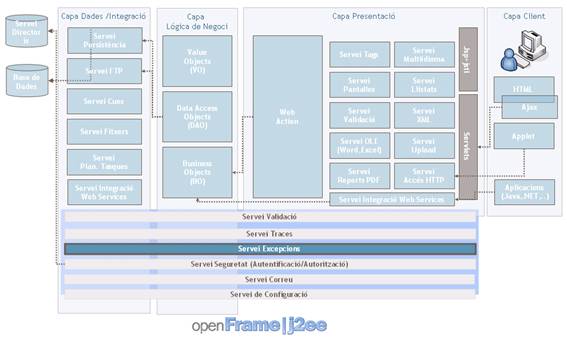 Capa Dades /Integració
Capa
Lògica de Negoci
Capa Presentació
Capa Client
Servei
Directori
s
Base de
Dades
Servei
Persistència
Servei FTP
Servei Cues
Servei Fitxers
Servei
Plan. Tasques
Servei Integració
Web Services
Value
Objects
(VO)
Data Access
Objects
(DAO)
Business
Objects
(BO)
Web
Action
Servei Tags
Servei
Multiidioma
Servei
Pantalles
Servei
Llistats
Servei
Validació
Servei
XML
Servei OLE
(Word,Excel)
Servei
Upload
Servei
Reports PDF
Servei
Accés HTTP
Servei Integració Web Services
Jsp-jstl
Servlets
HTML
Ajax
Applet
Aplicacions
(Java,.NET,..)
Servei Validació
Servei Traces
Servei Excepcions
Servei Seguretat (Autentificació/Autorització)
Servei Correu
Servei de Configuració
openFrame|j2ee